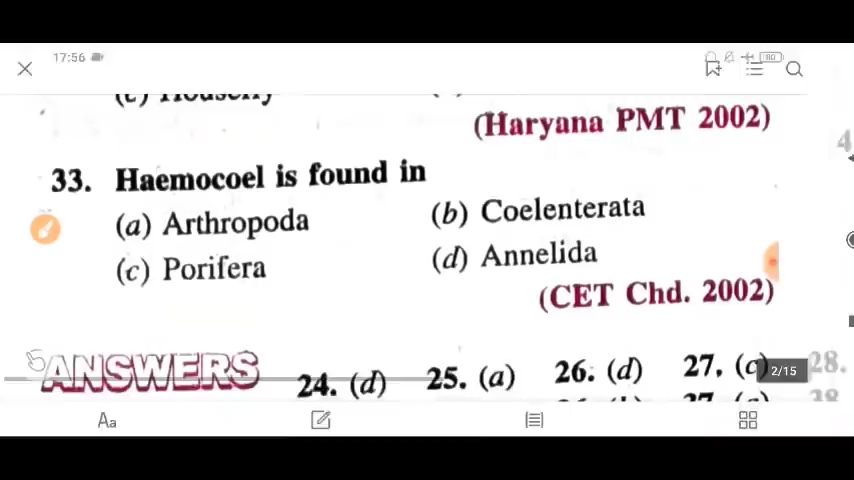 17:56
(c) Housefly
(Haryana PMT 2002)
33. Haemocoel is found in
(a) Arthropoda (b) Coelenterata
(c) Porifera (d) Annelida
(CET Chd. 2002)
ANSWERS 24. (d) 25. (a) 26. (d) 27. (c) 28.
2/15
Aa